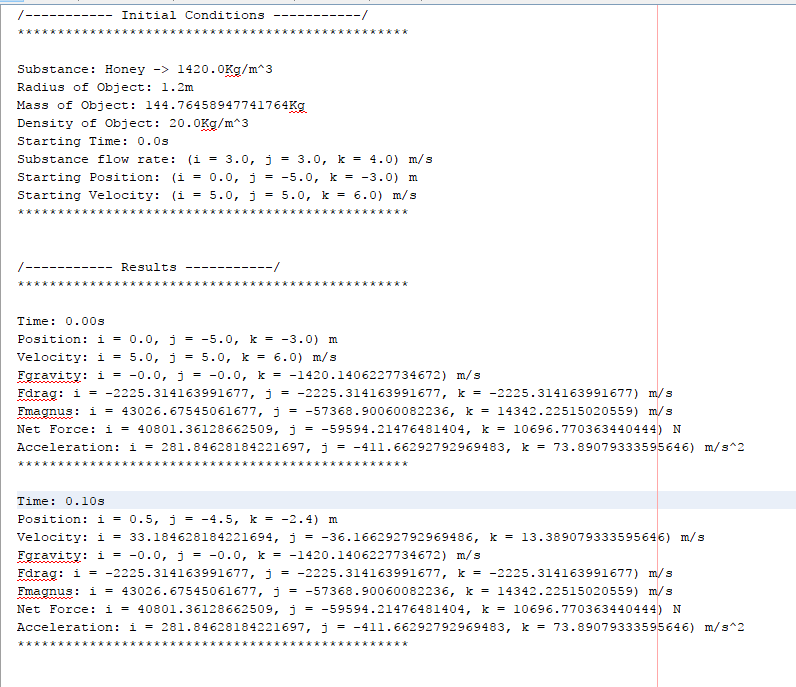 /----------- Initial Conditions -----------/
*************************************************
Substance: Honey -> 1420.0Kg/m^3
Radius of Object: 1.2m
Mass of Object: 144.76458947741764Kg
Density of Object: 20.0Kg/m^3
Starting Time: 0.0s
Substance flow rate: (i = 3.0, j = 3.0, k = 4.0) m/s
Starting Position: (i = 0.0, j = -5.0, k = -3.0) m
Starting Velocity: (i = 5.0, j = 5.0, k = 6.0) m/s
*************************************************
/----------- Results -----------/
*************************************************
Time: 0.00s
Position: i = 0.0, j = -5.0, k = -3.0) m
Velocity: i = 5.0, j = 5.0, k = 6.0) m/s
Fgravity: i = -0.0, j = -0.0, k = -1420.1406227734672) m/s
Fdrag: i = -2225.314163991677, j = -2225.314163991677, k = -2225.314163991677) m/s
Fmagnus: i = 43026.67545061677, j = -57368.90060082236, k = 14342.22515020559) m/s
Net Force: i = 40801.36128662509, j = -59594.21476481404, k = 10696.770363440444) N
Acceleration: i = 281.84628184221697, j = -411.66292792969483, k = 73.89079333595646) m/s^2
*************************************************
Time: 0.10s
Position: i = 0.5, j = -4.5, k = -2.4) m
Velocity: i = 33.184628184221694, j = -36.166292792969486, k = 13.389079333595646) m/s
Fgravity: i = -0.0, j = -0.0, k = -1420.1406227734672) m/s
Fdrag: i = -2225.314163991677, j = -2225.314163991677, k = -2225.314163991677) m/s
Fmagnus: i = 43026.67545061677, j = -57368.90060082236, k = 14342.22515020559) m/s
Net Force: i = 40801.36128662509, j = -59594.21476481404, k = 10696.770363440444) N
Acceleration: i = 281.84628184221697, j = -411.66292792969483, k = 73.89079333595646) m/s^2
*************************************************